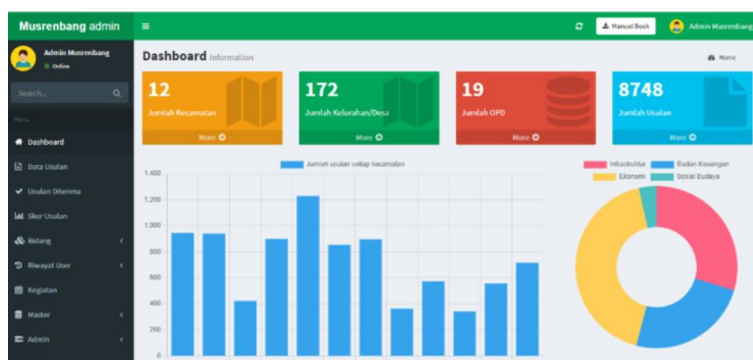 Musrenbang admin
Manual Book
Admin Musrenbang
Admin Musrenbang
Online
Search...
Menu
Dashboard
Data Usulan
Usulan Diterima
Skor Usulan
Bidang
Riwayat User
Kegiatan
Master
Admin
Dashboard Information
Home
12
Jumlah Kecamatan
More
172
Jumlah Kelurahan/Desa
More
19
Jumlah OPD
More
8748
Jumlah Usulan
More
Jumlah usulan setiap kecamatan
1,400
1,200
1,000
800
600
400
200
0
Infrastruktur
Badan Keuangan
Ekonomi
Sosial Budaya